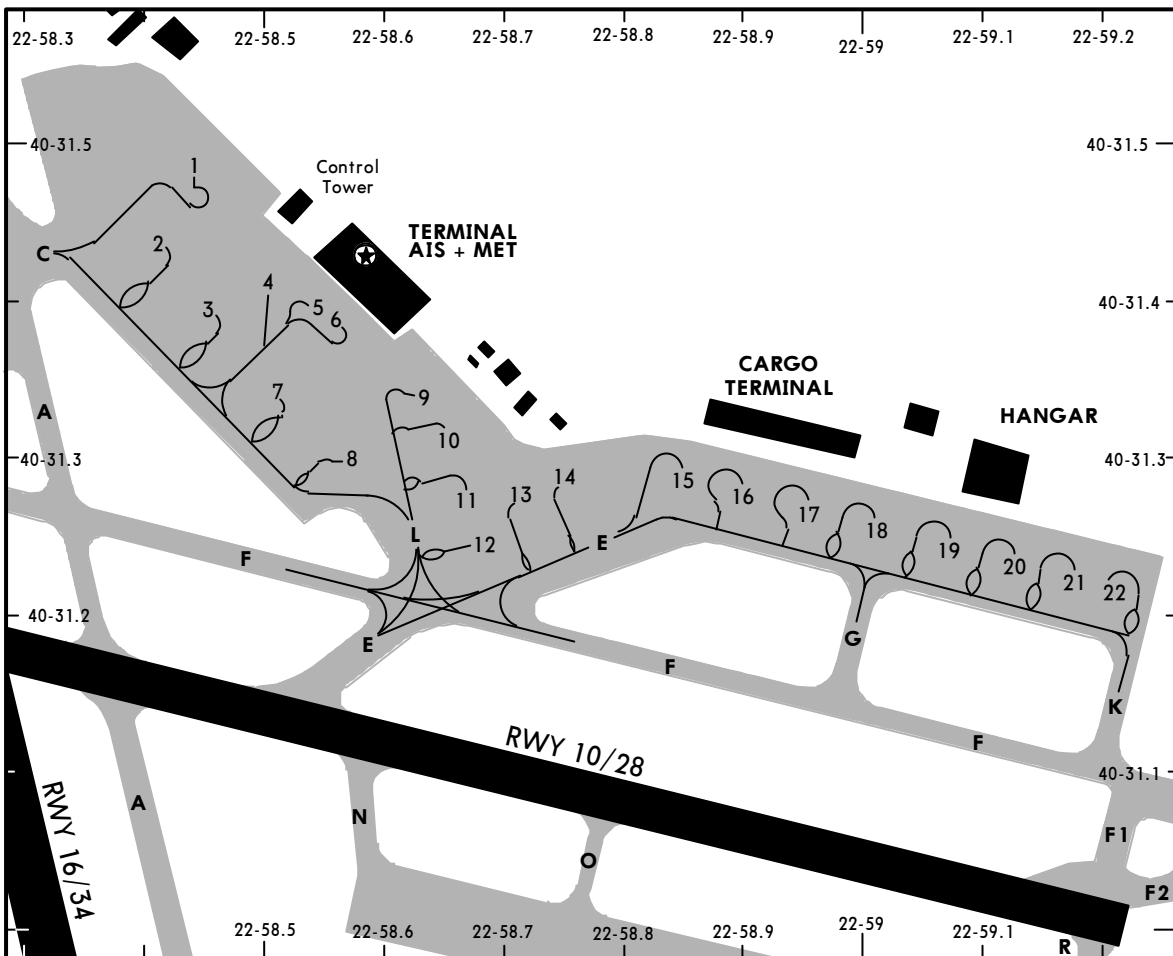 22-58.3
22-58.5
22-58.6
22-58.7
22-58.8
22-58.9
22-59
22-59.1
22-59.2
40-31.5
40-31.5
1
Control
Tower
TERMINAL
AIS + MET
C
2
4
3
5
6
40-31.4
CARGO
TERMINAL
7
9
A
HANGAR
10
8
40-31.3
40-31.3
11
13
14
15
16
17
18
19
20
21
22
L
12
E
F
40-31.2
E
G
F
K
RWY 10/28
F
40-31.1
RWY 16/34
A
N
F1
O
F2
22-58.5
22-58.6
22-58.7
22-58.8
22-58.9
22-59
22-59.1
R